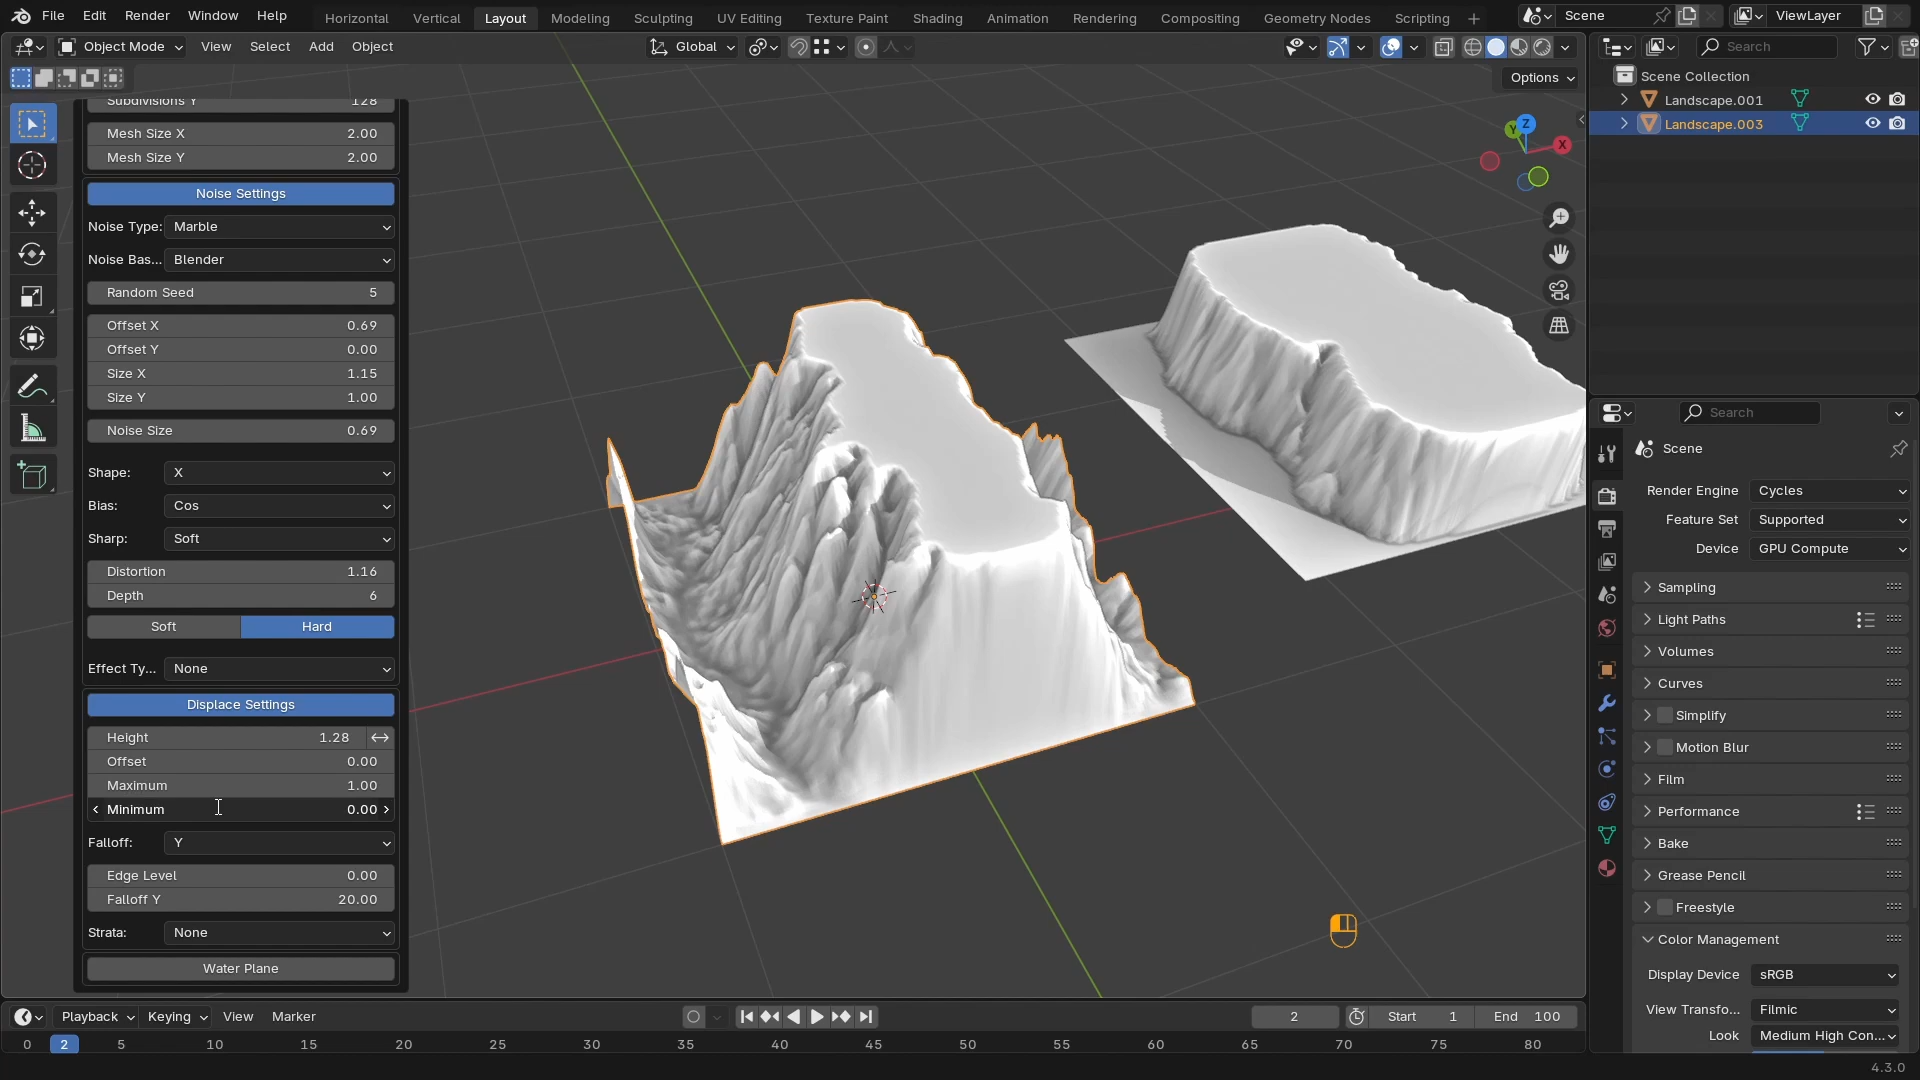 File Edit Render Window Help Horizontal Vertical Layout Modeling Sculpting UV Editing Texture Paint Shading Animation Rendering Compositing Geometry Nodes Scripting + Scene ViewLayer
Object Mode View Select Add Object Global Search
Options
Scene Collection
Landscape.001
Landscape.003
Subdivisions Y 128
Mesh Size X 2.00
Mesh Size Y 2.00
Noise Settings
Noise Type: Marble
Noise Bas... Blender
Random Seed 5
Offset X 0.69
Offset Y 0.00
Size X 1.15
Size Y 1.00
Noise Size 0.69
Shape: X
Bias: Cos
Sharp: Soft
Distortion 1.16
Depth 6
Soft Hard
Effect Ty... None
Displace Settings
Height 1.28
Offset 0.00
Maximum 1.00
Minimum 0.00
Falloff: Y
Edge Level 0.00
Falloff Y 20.00
Strata: None
Water Plane
Z
Y
X
Search
Scene
Render Engine Cycles
Feature Set Supported
Device GPU Compute
Sampling
Light Paths
Volumes
Curves
Simplify
Motion Blur
Film
Performance
Bake
Grease Pencil
Freestyle
Color Management
Display Device sRGB
View Transfo... Filmic
Look Medium High Con...
Playback Keying View Marker 2 Start 1 End 100
0 2 5 10 15 20 25 30 35 40 45 50 55 60 65 70 75 80
4.3.0